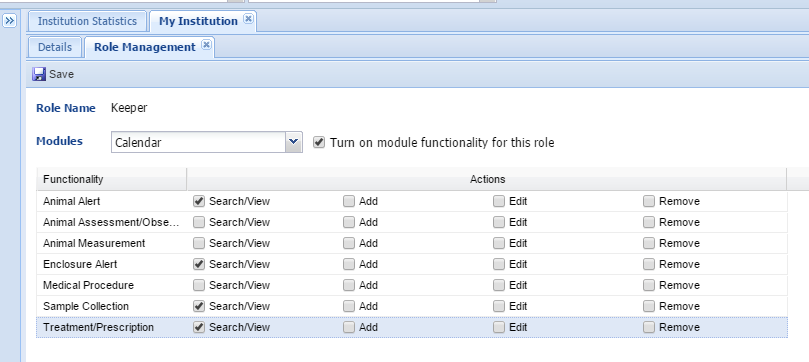 Institution Statistics My Institution
Details Role Management
Save
Role Name Keeper
Modules Calendar Turn on module functionality for this role
Functionality Actions
Animal Alert Search/View Add Edit Remove
Animal Assessment/Obse... Search/View Add Edit Remove
Animal Measurement Search/View Add Edit Remove
Enclosure Alert Search/View Add Edit Remove
Medical Procedure Search/View Add Edit Remove
Sample Collection Search/View Add Edit Remove
Treatment/Prescription Search/View Add Edit Remove